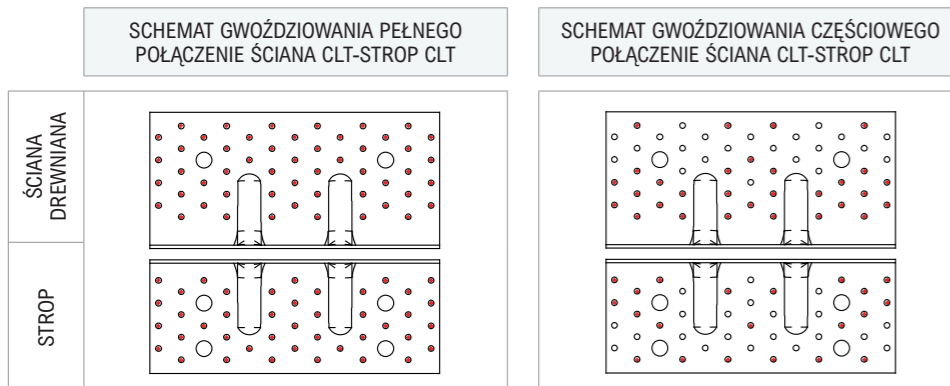 SCHEMAT GWOŹDZIOWANIA PEŁNEGO
POŁĄCZENIE ŚCIANA CLT-STROP CLT
SCHEMAT GWOŹDZIOWANIA CZĘŚCIOWEGO
POŁĄCZENIE ŚCIANA CLT-STROP CLT
ŚCIANA
DREWNIANA
STROP